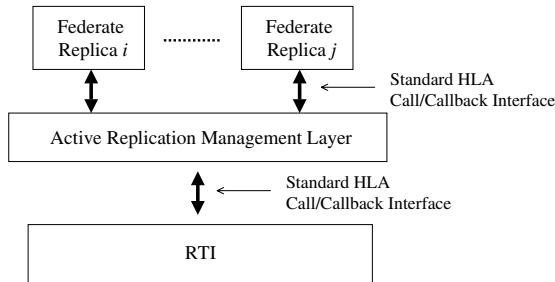 Federate
Replica i
Federate
Replica j
Standard HLA
Call/Callback Interface
Active Replication Management Layer
Standard HLA
Call/Callback Interface
RTI